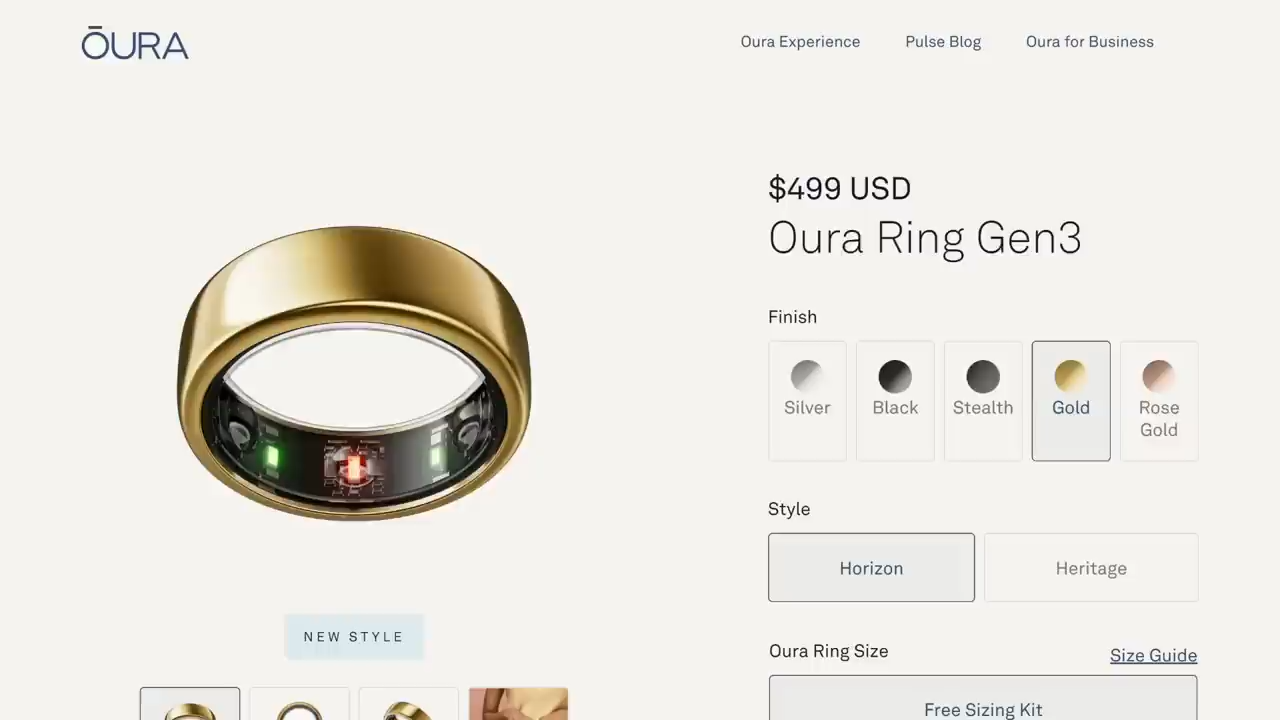 ŌURA
Oura Experience
Pulse Blog
Oura for Business
$499 USD
Oura Ring Gen3
Finish
Silver
Black
Stealth
Gold
Rose
Gold
Style
Horizon
Heritage
NEW STYLE
Oura Ring Size
Size Guide
Free Sizing Kit